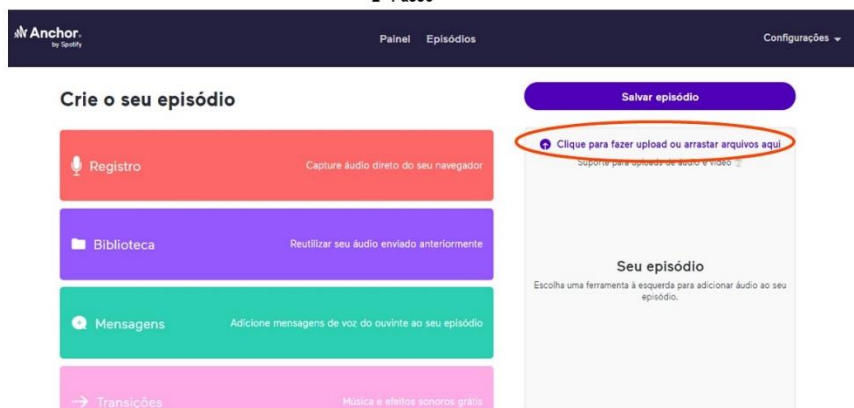 Anchor
by Spotify
Painel Episódios
Configurações
Crie o seu episódio
Salvar episódio
Clique para fazer upload ou arrastar arquivos aqui
Suporte para uploads de áudio e vídeo
Registro
Capture áudio direto do seu navegador
Biblioteca
Reutilizar seu áudio enviado anteriormente
Seu episódio
Escolha uma ferramenta à esquerda para adicionar áudio ao seu
episódio.
Mensagens
Adicione mensagens de voz do ouvinte ao seu episódio
Transições
Música e efeitos sonoros grátis